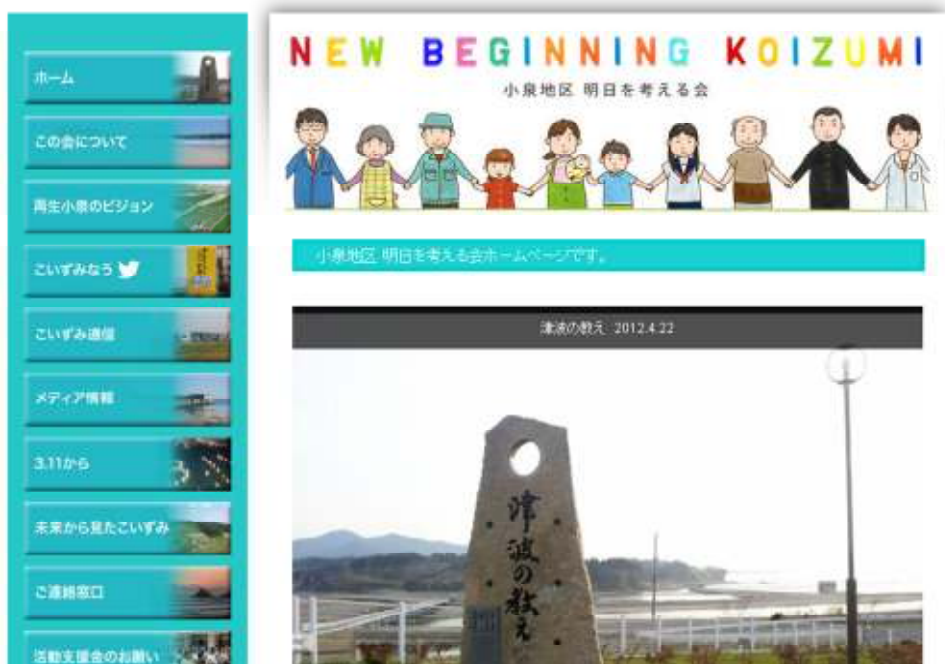 ホーム
この会について
再生小泉のビジョン
こいずみなう
こいずみ通信
メディア情報
3.11から
未来から見たこいずみ
ご連絡窓口
活動支援金のお願い
NEW BEGINNING KOIZUMI
小泉地区 明日を考える会
小泉地区 明日を考える会ホームページです。
津波の教え 2012.4.22
津波の教え